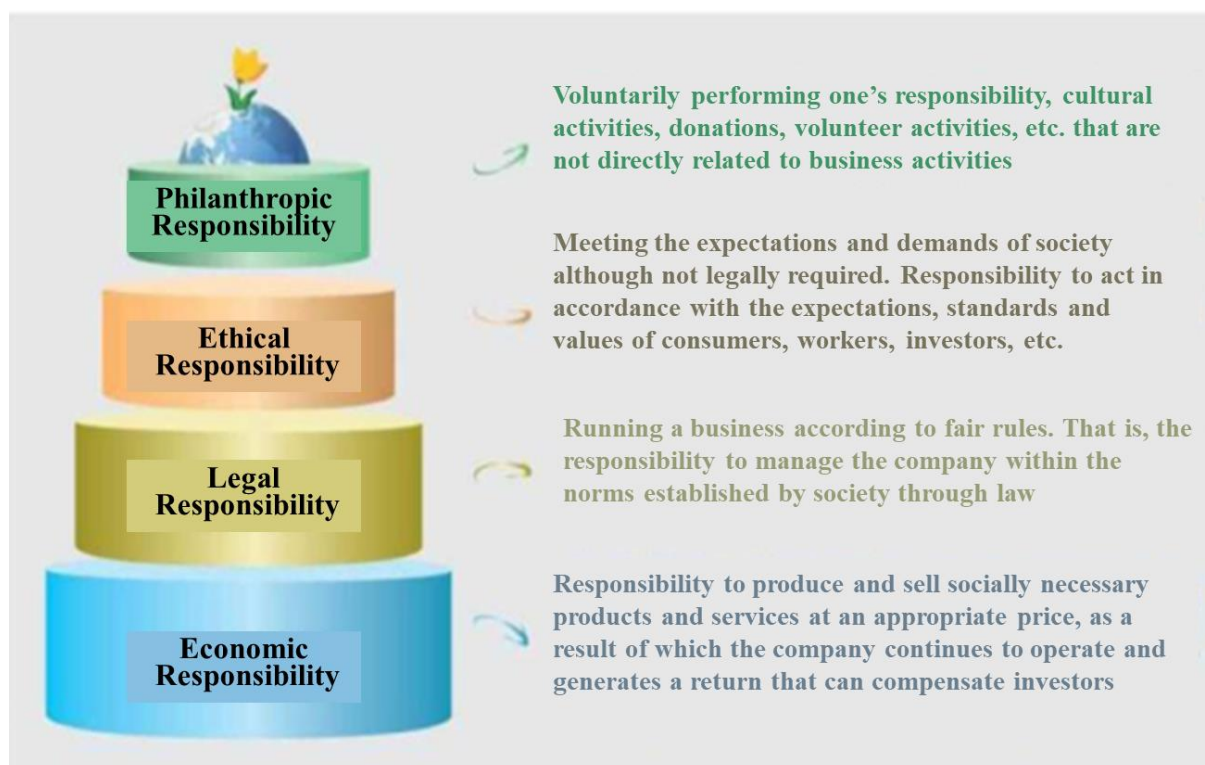 Philanthropic
Responsibility
Voluntarily performing one's responsibility, cultural
activities, donations, volunteer activities, etc. that are
not directly related to business activities
Ethical
Responsibility
Meeting the expectations and demands of society
although not legally required. Responsibility to act in
accordance with the expectations, standards and
values of consumers, workers, investors, etc.
Legal
Responsibility
Running a business according to fair rules. That is, the
responsibility to manage the company within the
norms established by society through law
Economic
Responsibility
Responsibility to produce and sell socially necessary
products and services at an appropriate price, as a
result of which the company continues to operate and
generates a return that can compensate investors